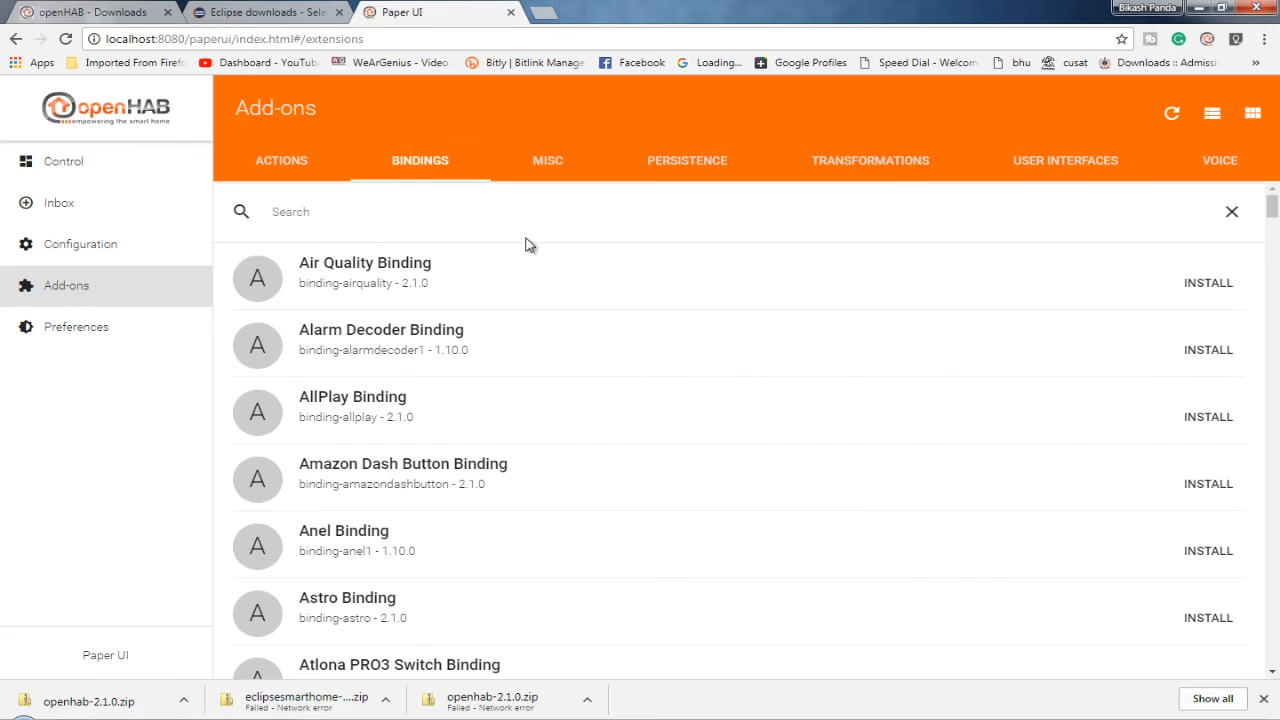 openHAB - Downloads
Eclipse downloads - Sele
Paper UI
Bikash Panda
localhost:8080/paperui/index.html#/extensions
Apps
Imported From Firefo
Dashboard - YouTub
WeArGenius - Video
Bitly | Bitlink Manage
Facebook
Loading...
Google Profiles
Speed Dial - Welcom
bhu
cusat
Downloads :: Admissi
»
openHAB
empowering the smart home
Add-ons
Control
Inbox
Configuration
Add-ons
Preferences
Paper UI
ACTIONS
BINDINGS
MISC
PERSISTENCE
TRANSFORMATIONS
USER INTERFACES
VOICE
Search
A
Air Quality Binding
binding-airquality - 2.1.0
INSTALL
A
Alarm Decoder Binding
binding-alarmdecoder1 - 1.10.0
INSTALL
A
AllPlay Binding
binding-allplay - 2.1.0
INSTALL
A
Amazon Dash Button Binding
binding-amazondashbutton - 2.1.0
INSTALL
A
Anel Binding
binding-anel1 - 1.10.0
INSTALL
A
Astro Binding
binding-astro - 2.1.0
INSTALL
A
Atlona PRO3 Switch Binding
openhab-2.1.0.zip
eclipsesmarthome-....zip
Failed - Network error
openhab-2.1.0.zip
Failed - Network error
Show all